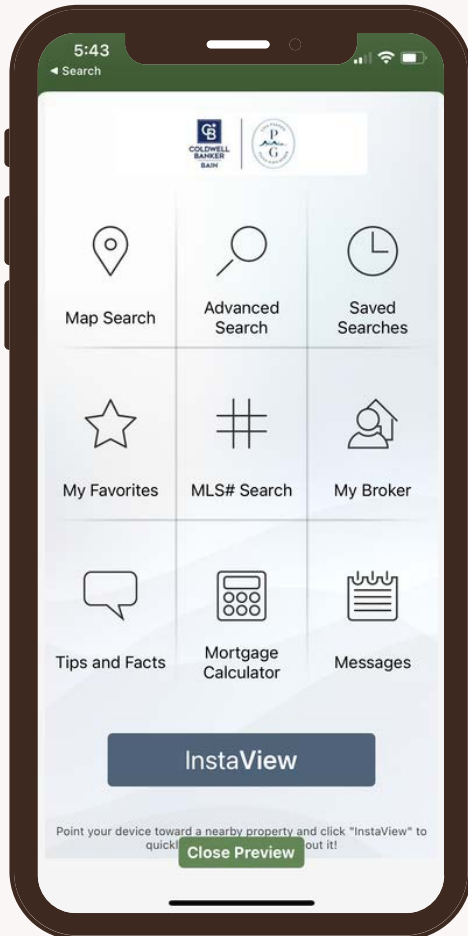 5:43
◄ Search
CB
COLDWELL
BANKER
BAIN
P
G
Map Search
Advanced
Search
Saved
Searches
My Favorites
MLS# Search
My Broker
Tips and Facts
Mortgage
Calculator
Messages
InstaView
Point your device toward a nearby property and click "InstaView" to
out it!
Close Preview